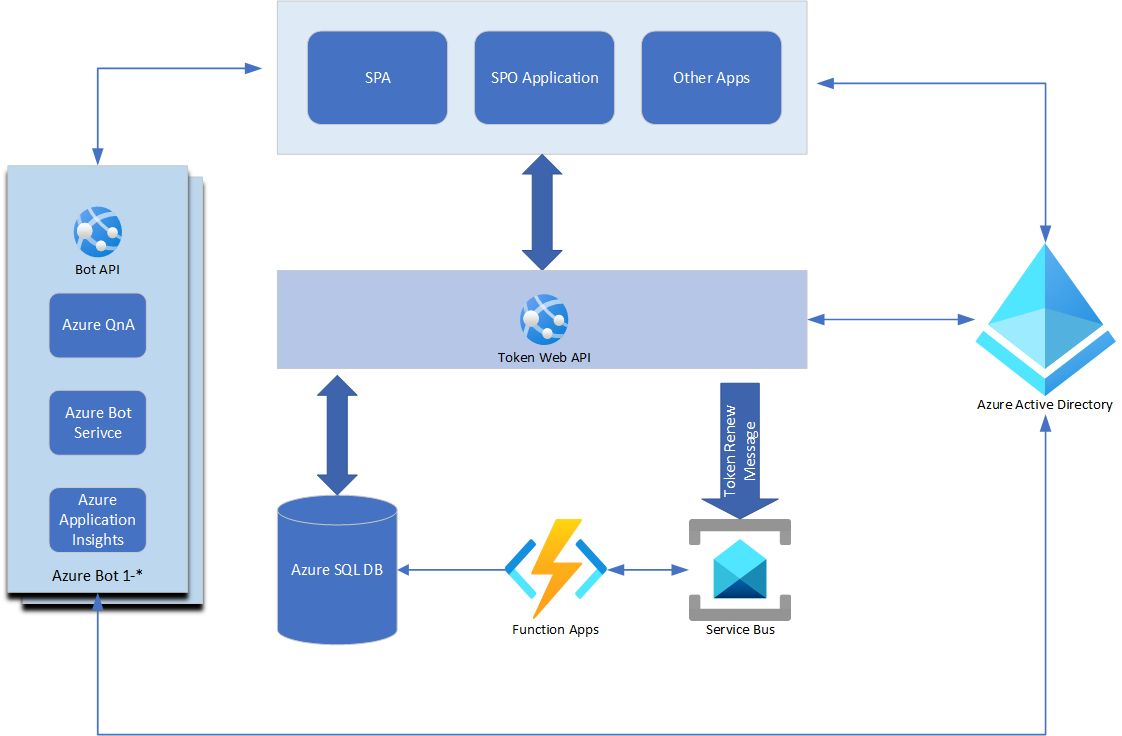 SPA
SPO Application
Other Apps
Bot API
Azure QnA
Azure Bot
Serivce
Azure
Application
Insights
Azure Bot 1-*
Token Web API
Token Renew
Message
Azure Active Directory
Azure SQL DB
Function Apps
Service Bus